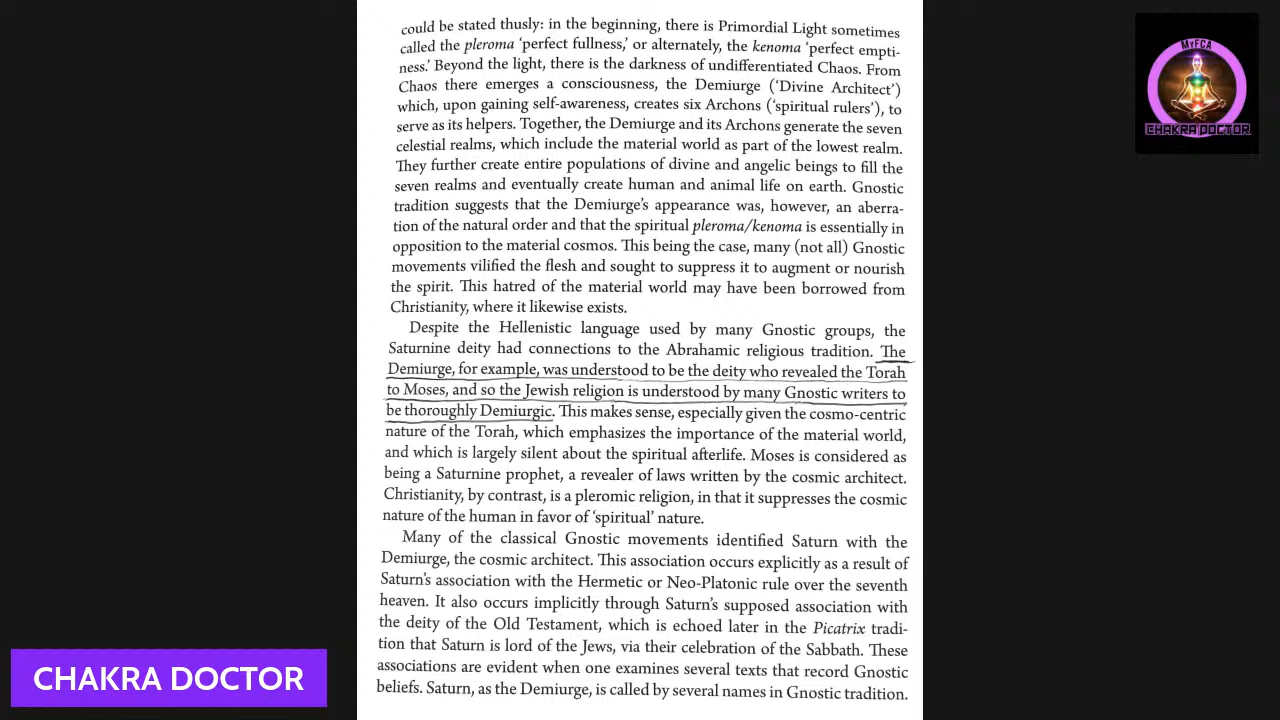 could be stated thusly: in the beginning, there is Primordial Light sometimes
called the pleroma ‘perfect fullness,’ or alternately, the kenoma ‘perfect empti-
ness.’ Beyond the light, there is the darkness of undifferentiated Chaos. From
Chaos there emerges a consciousness, the Demiurge (‘Divine Architect’)
which, upon gaining self-awareness, creates six Archons (‘spiritual rulers’), to
serve as its helpers. Together, the Demiurge and its Archons generate the seven
celestial realms, which include the material world as part of the lowest realm.
They further create entire populations of divine and angelic beings to fill the
seven realms and eventually create human and animal life on earth. Gnostic
tradition suggests that the Demiurge’s appearance was, however, an aberra-
tion of the natural order and that the spiritual pleroma/kenoma is essentially in
opposition to the material cosmos. This being the case, many (not all) Gnostic
movements vilified the flesh and sought to suppress it to augment or nourish
the spirit. This hatred of the material world may have been borrowed from
Christianity, where it likewise exists.
Despite the Hellenistic language used by many Gnostic groups, the
Saturnine deity had connections to the Abrahamic religious tradition. The
Demiurge, for example, was understood to be the deity who revealed the Torah
to Moses, and so the Jewish religion is understood by many Gnostic writers to
be thoroughly Demiurgic. This makes sense, especially given the cosmo-centric
nature of the Torah, which emphasizes the importance of the material world,
and which is largely silent about the spiritual afterlife. Moses is considered as
being a Saturnine prophet, a revealer of laws written by the cosmic architect.
Christianity, by contrast, is a pleromic religion, in that it suppresses the cosmic
nature of the human in favor of ‘spiritual’ nature.
Many of the classical Gnostic movements identified Saturn with the
Demiurge, the cosmic architect. This association occurs explicitly as a result of
Saturn’s association with the Hermetic or Neo-Platonic rule over the seventh
heaven. It also occurs implicitly through Saturn’s supposed association with
the deity of the Old Testament, which is echoed later in the Picatrix tradi-
tion that Saturn is lord of the Jews, via their celebration of the Sabbath. These
associations are evident when one examines several texts that record Gnostic
beliefs. Saturn, as the Demiurge, is called by several names in Gnostic tradition.
MYFCA
CHAKRA DOCTOR
CHAKRA DOCTOR